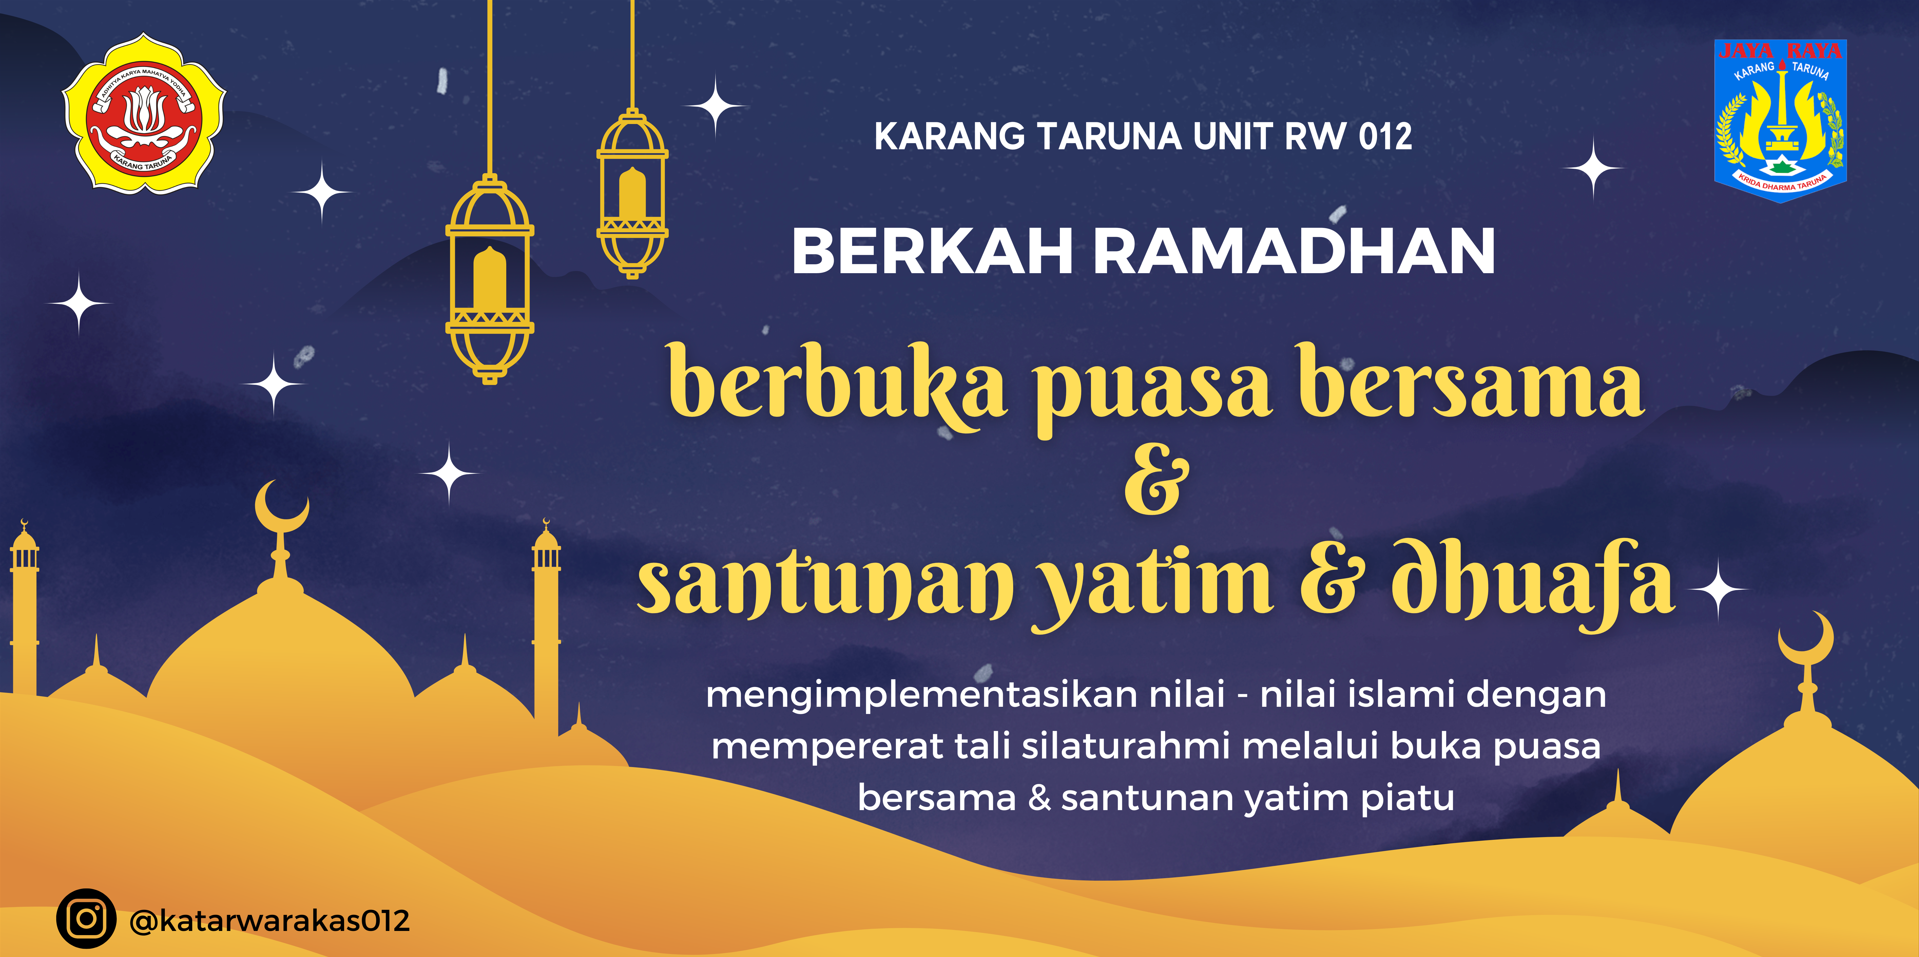 ADHITYA KARYA MAHATVA YODHA
KARANG TARUNA
JAYA RAYA
KARANG TARUNA
KRIDA DHARMA TARUNA
KARANG TARUNA UNIT RW 012
BERKAH RAMADHAN
berbuka puasa bersama
&
santunan yatim & dhuafa
mengimplementasikan nilai - nilai islami dengan
mempererat tali silaturahmi melalui buka puasa
bersama & santunan yatim piatu
@katarwarakas012